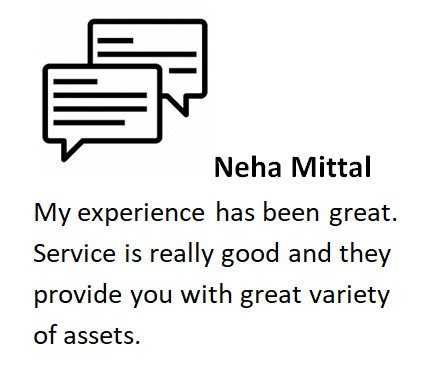 Neha Mittal
My experience has been great.
Service is really good and they
provide you with great variety
of assets.